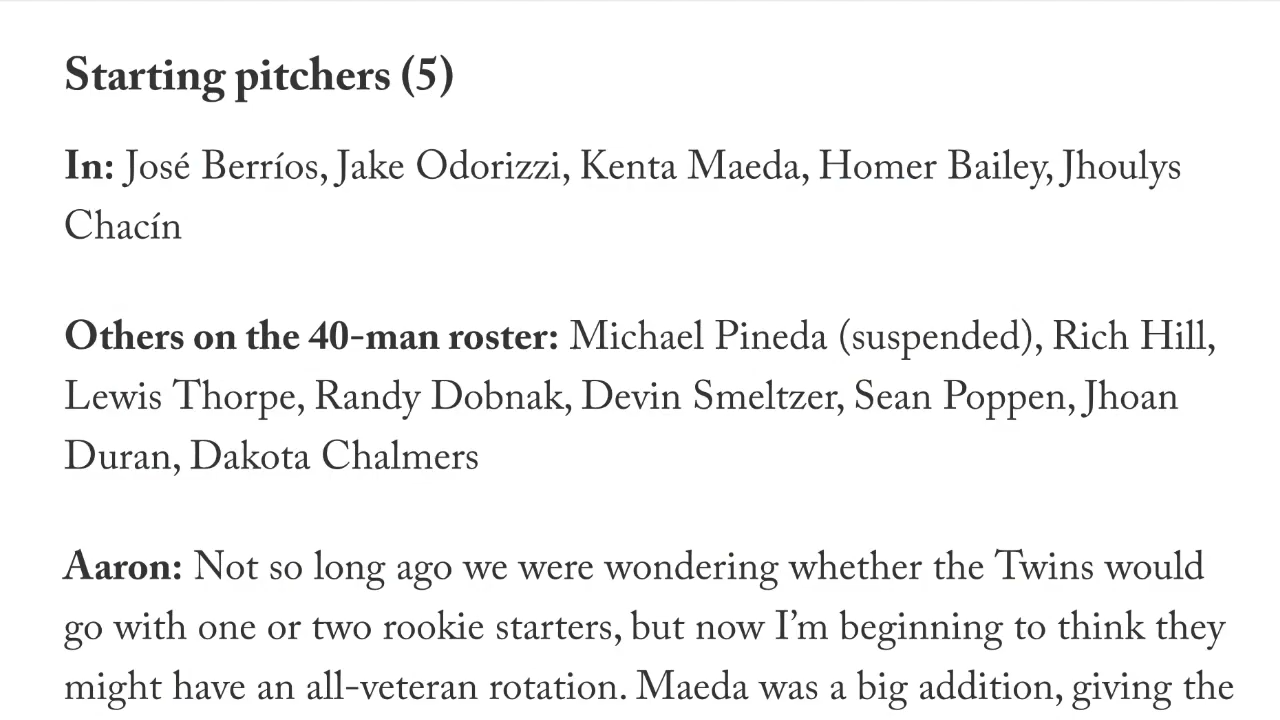 Starting pitchers (5)
In: José Berríos, Jake Odorizzi, Kenta Maeda, Homer Bailey, Jhoulys
Chacín
Others on the 40-man roster: Michael Pineda (suspended), Rich Hill,
Lewis Thorpe, Randy Dobnak, Devin Smeltzer, Sean Poppen, Jhoan
Duran, Dakota Chalmers
Aaron: Not so long ago we were wondering whether the Twins would
go with one or two rookie starters, but now I’m beginning to think they
might have an all-veteran rotation. Maeda was a big addition, giving the